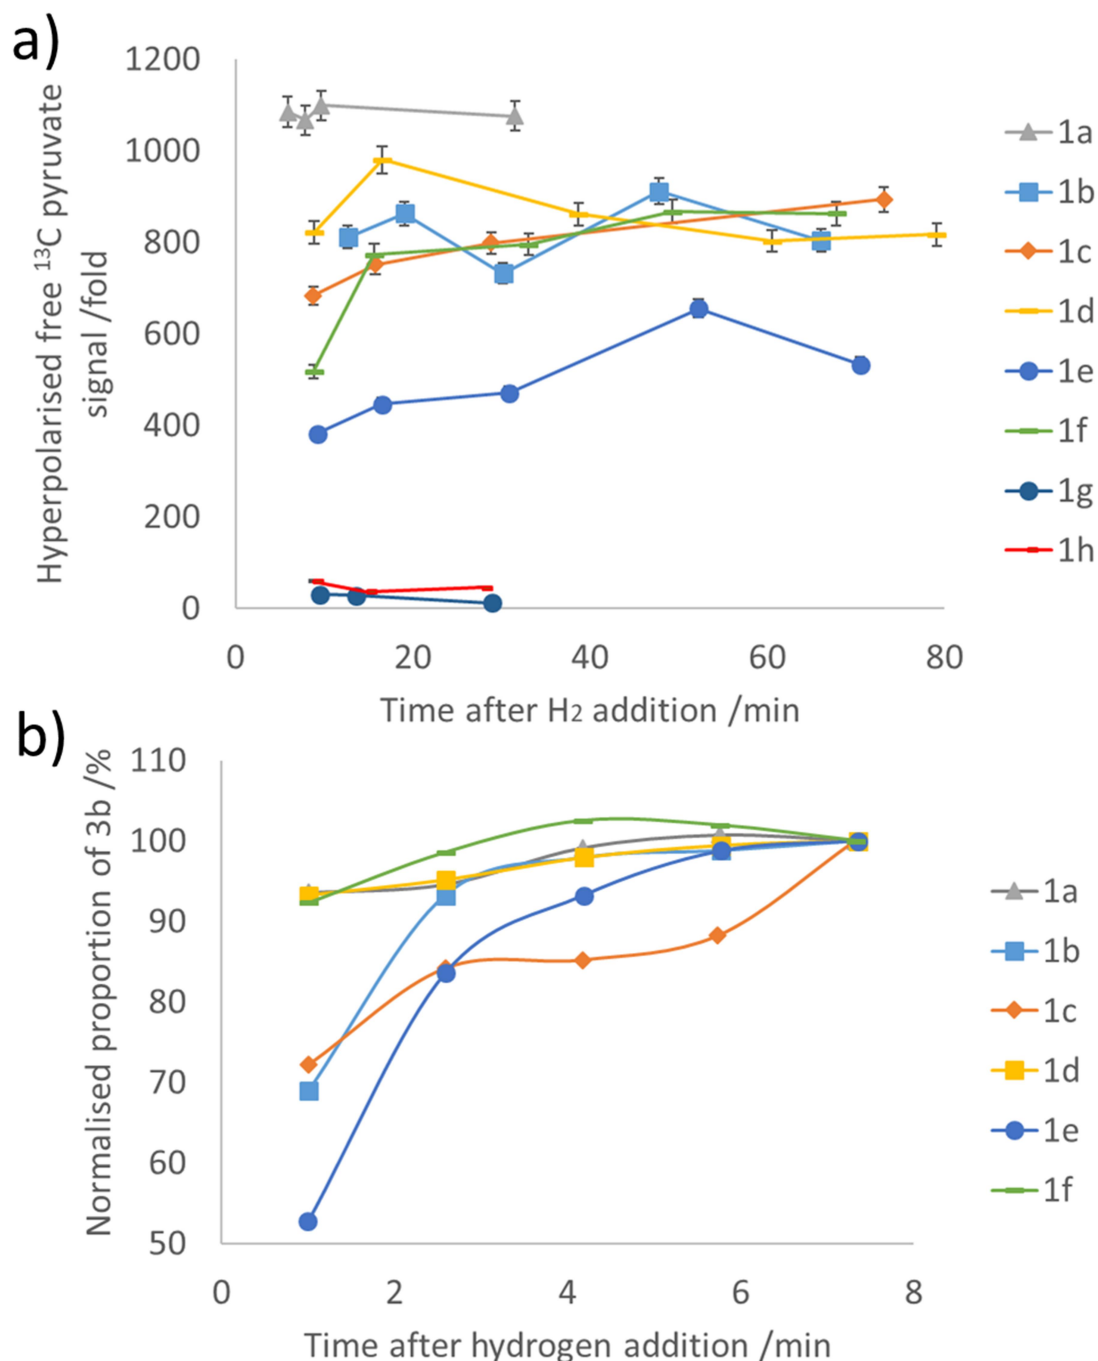 a)
1200
1000
800
600
400
200
0
Hyperpolarised free ¹³C pyruvate
signal /fold
0 20 40 60 80
Time after H₂ addition /min
1a
1b
1c
1d
1e
1f
1g
1h
b)
110
100
90
80
70
60
50
Normalised proportion of 3b /%
0 2 4 6 8
Time after hydrogen addition /min
1a
1b
1c
1d
1e
1f